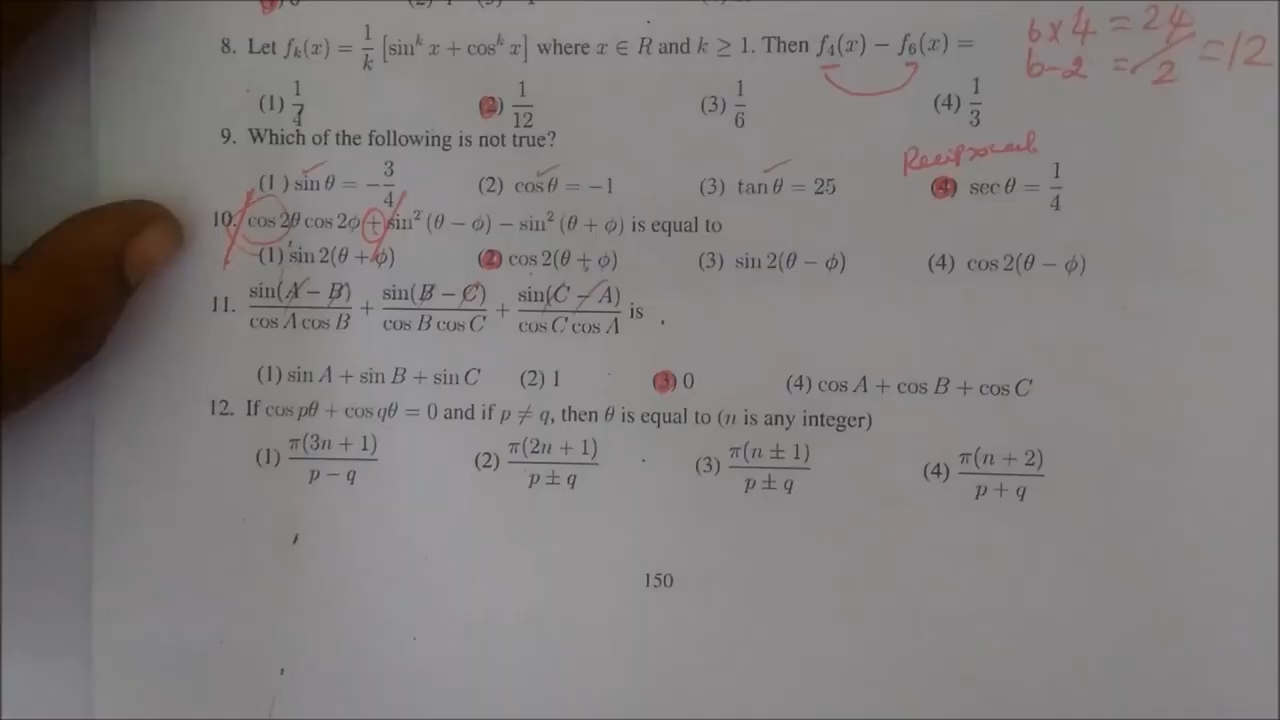 8. Let f_k(x) = 1/k [sin^k x + cos^k x] where x ∈ R and k ≥ 1. Then f_4(x) − f_6(x) =
6 × 4 = 24
6 − 2 = 2 = 12
(1) 1/4 (2) 1/12 (3) 1/6 (4) 1/3
9. Which of the following is not true?
Reciprocal
(1) sin θ = −3/4 (2) cos θ = −1 (3) tan θ = 25 (4) sec θ = 1/4
10. cos 2θ cos 2φ + sin² (θ − φ) − sin² (θ + φ) is equal to
(1) sin 2(θ + φ) (2) cos 2(θ + φ) (3) sin 2(θ − φ) (4) cos 2(θ − φ)
11. sin(A − B)/cos A cos B + sin(B − C)/cos B cos C + sin(C − A)/cos C cos A is
(1) sin A + sin B + sin C (2) 1 (3) 0 (4) cos A + cos B + cos C
12. If cos pθ + cos qθ = 0 and if p ≠ q, then θ is equal to (n is any integer)
(1) π(3n + 1)/p − q (2) π(2n + 1)/p ± q (3) π(n ± 1)/p ± q (4) π(n + 2)/p + q
150